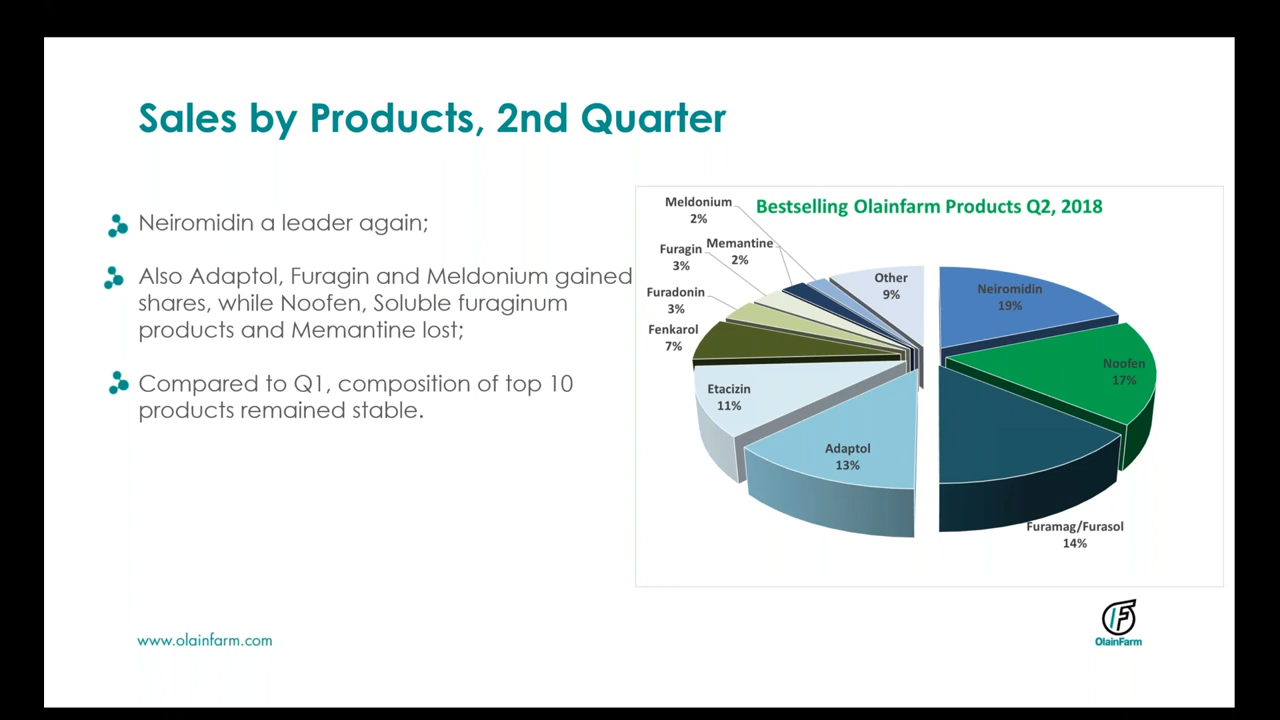 Sales by Products, 2nd Quarter
Neiromidin a leader again;
Also Adaptol, Furagin and Meldonium gained
shares, while Noofen, Soluble furaginum
products and Memantine lost;
Compared to Q1, composition of top 10
products remained stable.
Bestselling Olainfarm Products Q2, 2018
Meldonium
2%
Memantine
2%
Furagin
3%
Furadonin
3%
Fenkarol
7%
Etacizin
11%
Adaptol
13%
Other
9%
Neiromidin
19%
Noofen
17%
Furamag/Furasol
14%
www.olainfarm.com
OlainFarm